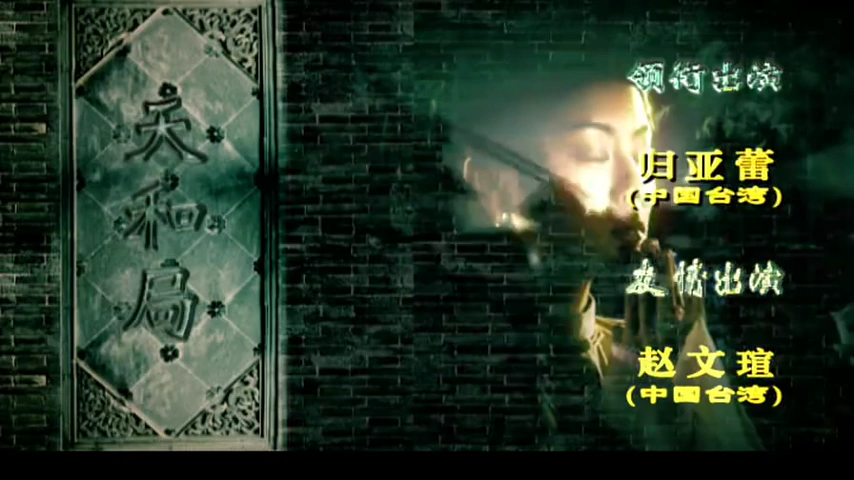 天和局
领衔出演
归亚蕾
(中国台湾)
友情出演
赵文瑄
(中国台湾)